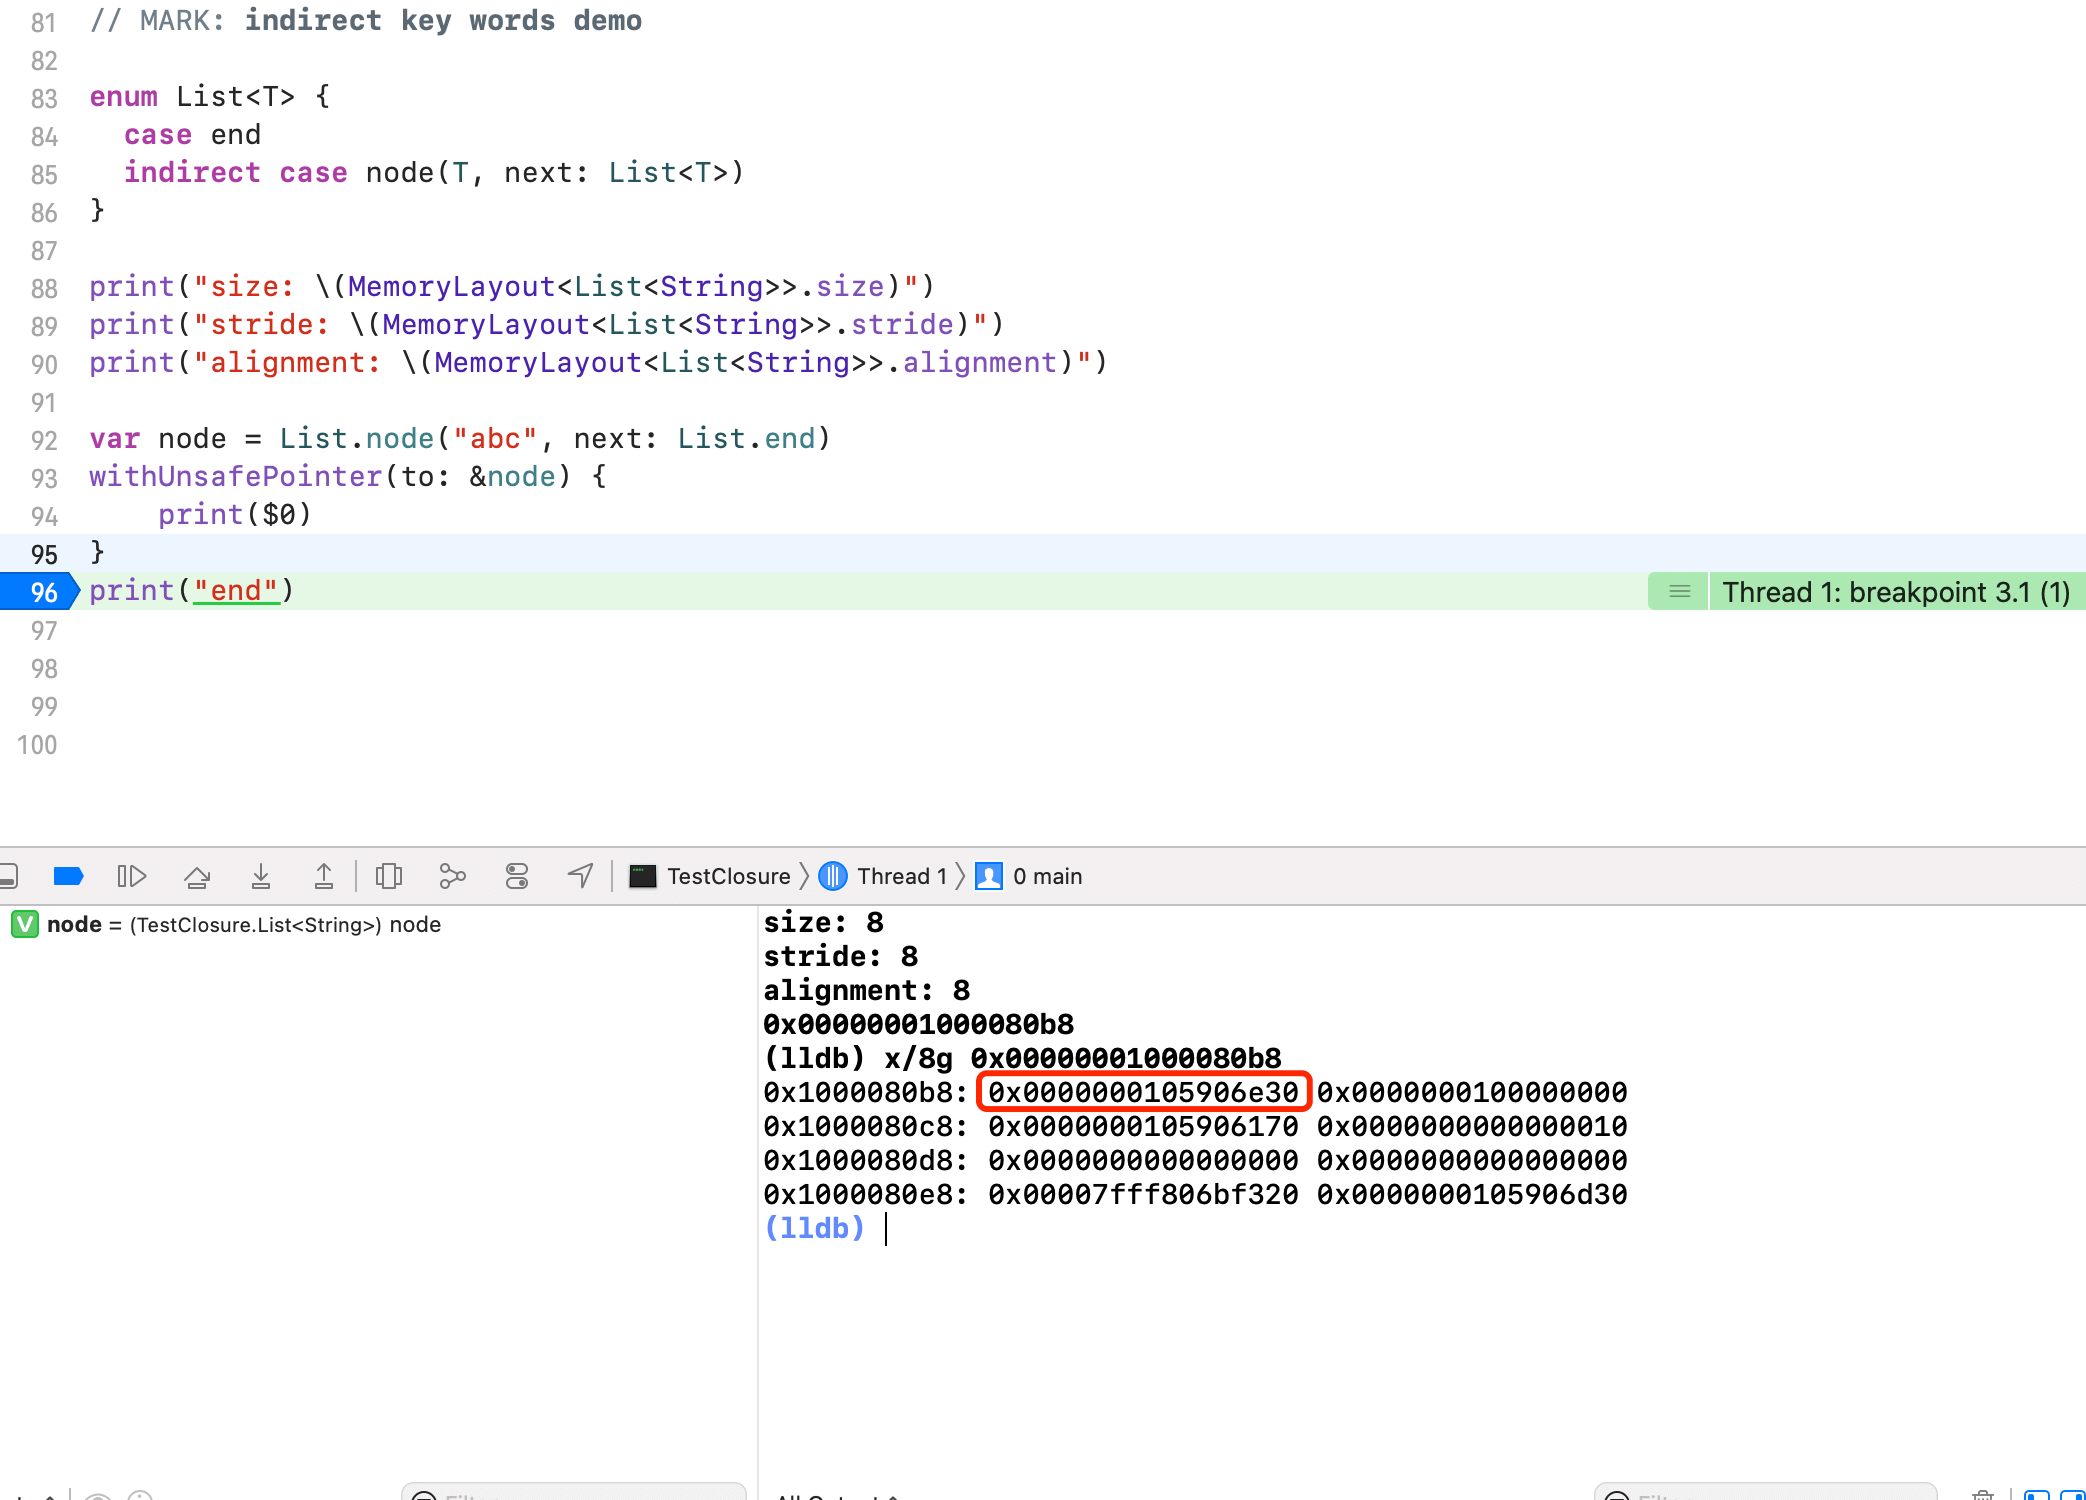 81 // MARK: indirect key words demo
82
83 enum List<T> {
84 case end
85 indirect case node(T, next: List<T>)
86 }
87
88 print("size: \(MemoryLayout<List<String>>.size)")
89 print("stride: \(MemoryLayout<List<String>>.stride)")
90 print("alignment: \(MemoryLayout<List<String>>.alignment)")
91
92 var node = List.node("abc", next: List.end)
93 withUnsafePointer(to: &node) {
94 print($0)
95 }
96 print("end") Thread 1: breakpoint 3.1 (1)
97
98
99
100
TestClosure Thread 1 0 main
V node = (TestClosure.List<String>) node
size: 8
stride: 8
alignment: 8
0x00000001000080b8
(lldb) x/8g 0x00000001000080b8
0x1000080b8: 0x0000000105906e30 0x0000000100000000
0x1000080c8: 0x0000000105906170 0x0000000000000010
0x1000080d8: 0x0000000000000000 0x0000000000000000
0x1000080e8: 0x00007fff806bf320 0x0000000105906d30
(lldb)